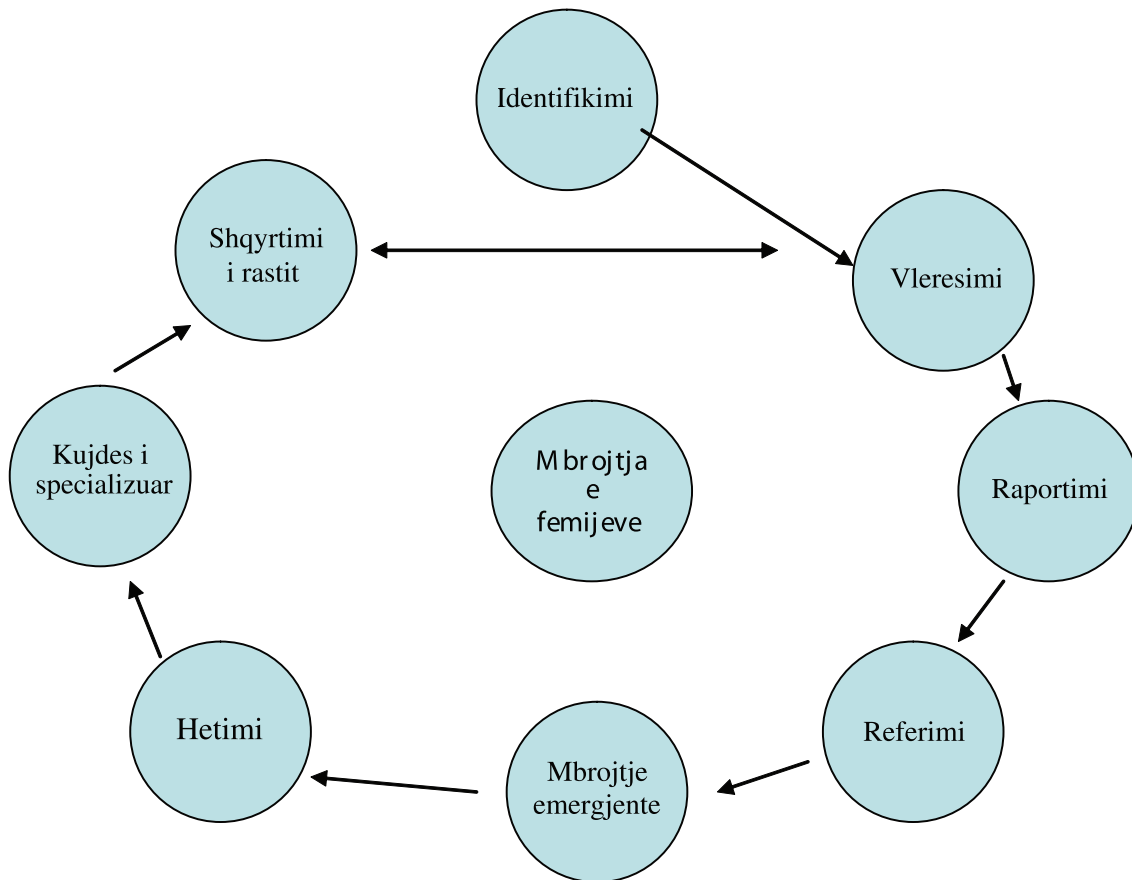 Identifikimi
Shqyrtimi
i rastit
Vleresimi
Kujdes i
specializuar
Mbrojtja
e
femijeve
Raportimi
Hetimi
Mbrojtje
emergjente
Referimi